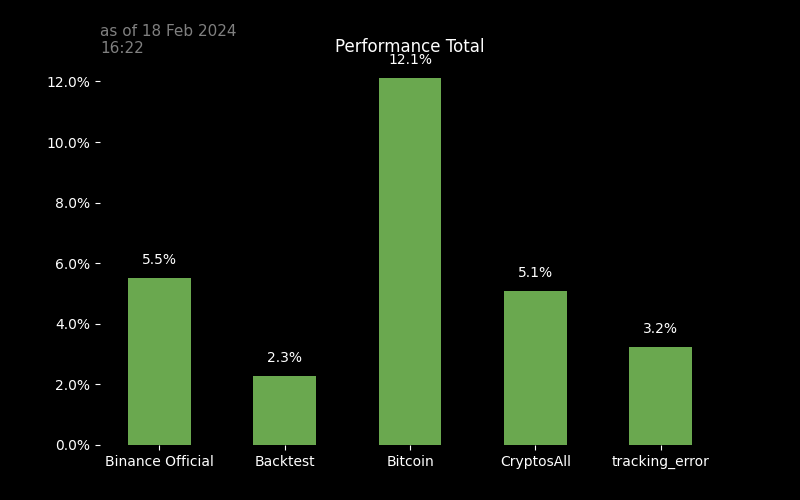 as of 18 Feb 2024
16:22
Performance Total
12.1%
12.0%
10.0%
8.0%
6.0%
4.0%
2.0%
0.0%
5.5%
2.3%
5.1%
3.2%
Binance Official
Backtest
Bitcoin
CryptosAll
tracking_error